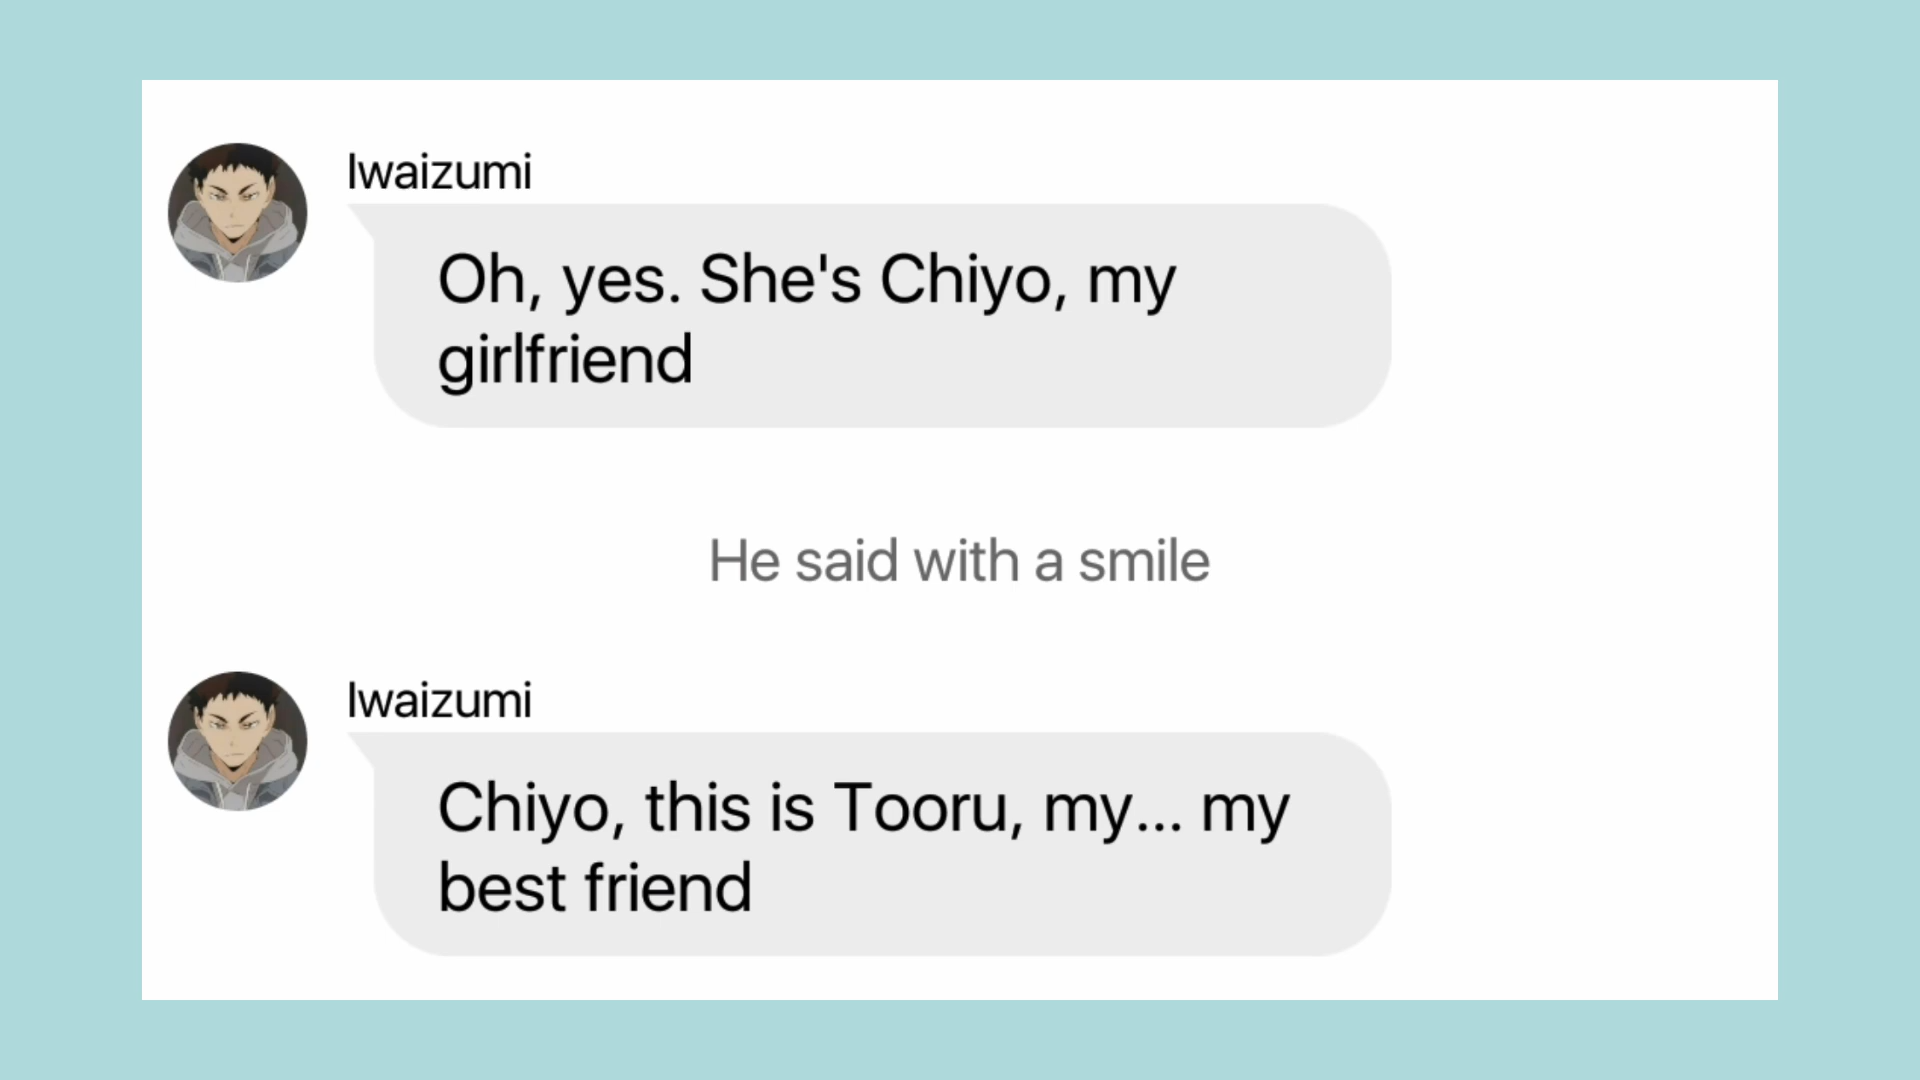 Iwaizumi
Oh, yes. She's Chiyo, my
girlfriend
He said with a smile
Iwaizumi
Chiyo, this is Tooru, my... my
best friend